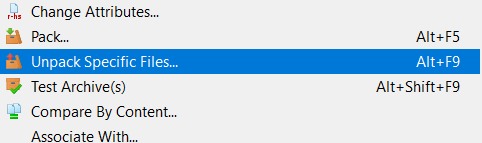 r-hs Change Attributes...
Pack... Alt+F5
Unpack Specific Files... Alt+F9
Test Archive(s) Alt+Shift+F9
Compare By Content...
Associate With...